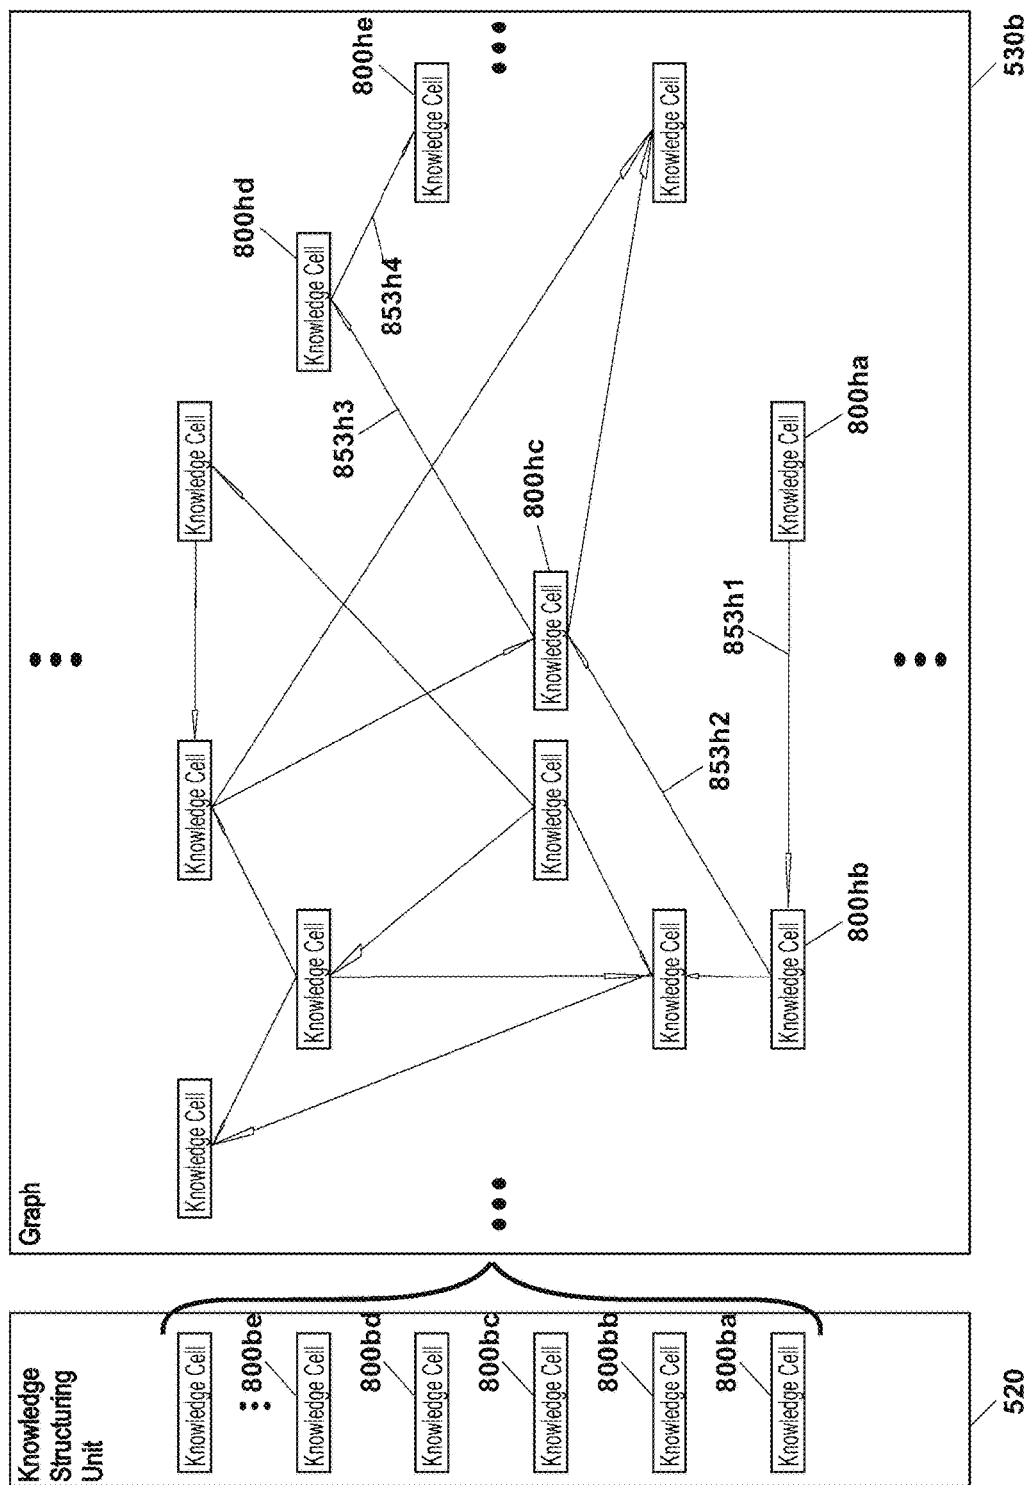 Knowledge
Structuring
Unit
Knowledge Cell
800be
Knowledge Cell
800bd
Knowledge Cell
800bc
Knowledge Cell
800bb
Knowledge Cell
800ba
Knowledge Cell
520
Graph
Knowledge Cell
Knowledge Cell
Knowledge Cell
800hd
Knowledge Cell
Knowledge Cell
853h3
800he
853h4
Knowledge Cell
800hc
Knowledge Cell
Knowledge Cell
Knowledge Cell
Knowledge Cell
853h2
853h1
Knowledge Cell
Knowledge Cell
800hb
800ha
530b